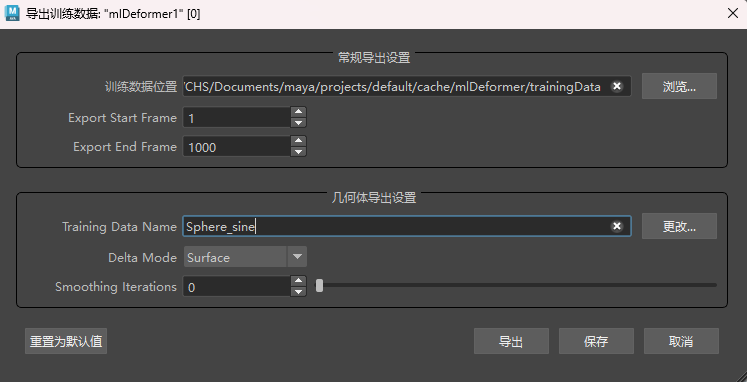 导出训练数据: "mlDeformer1" [0]
常规导出设置
训练数据位置 'CHS/Documents/maya/projects/default/cache/mlDeformer/trainingData 浏览...
Export Start Frame 1
Export End Frame 1000
几何体导出设置
Training Data Name Sphere_sine 更改...
Delta Mode Surface
Smoothing Iterations 0
重置为默认值 导出 保存 取消